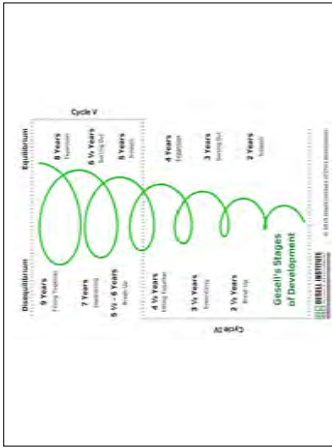 Cycle V
Equilibrium
8 Years
Expansion
6 ½ Years
Sorting Out
5 Years
Smooth
4 Years
Expansion
3 Years
Sorting Out
2 Years
Smooth
Disequilibrium
9 Years
Fitting Together
7 Years
Inwardizing
5 ½ - 6 Years
Break-Up
4 ½ Years
Fitting Together
3 ½ Years
Inwardizing
2 ½ Years
Break-Up
Cycle IV
Gesell's Stages
of Development
GESELL INSTITUTE